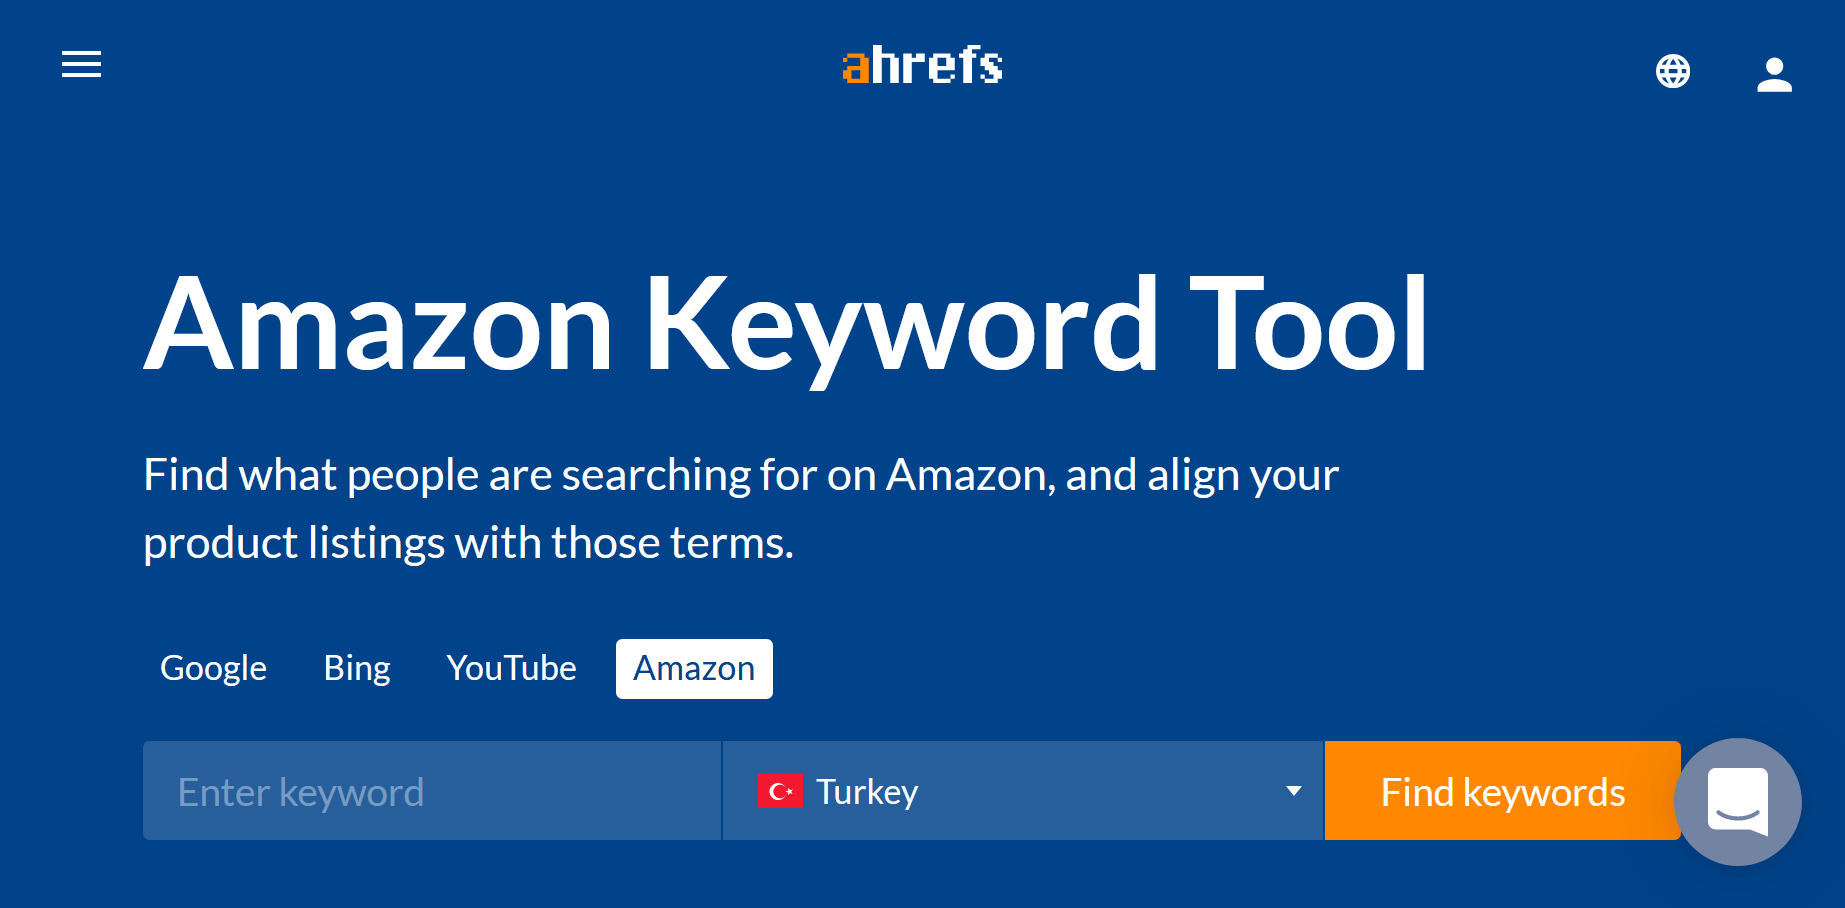 ahrefs
Amazon Keyword Tool
Find what people are searching for on Amazon, and align your
product listings with those terms.
Google Bing YouTube Amazon
Enter keyword Turkey Find keywords